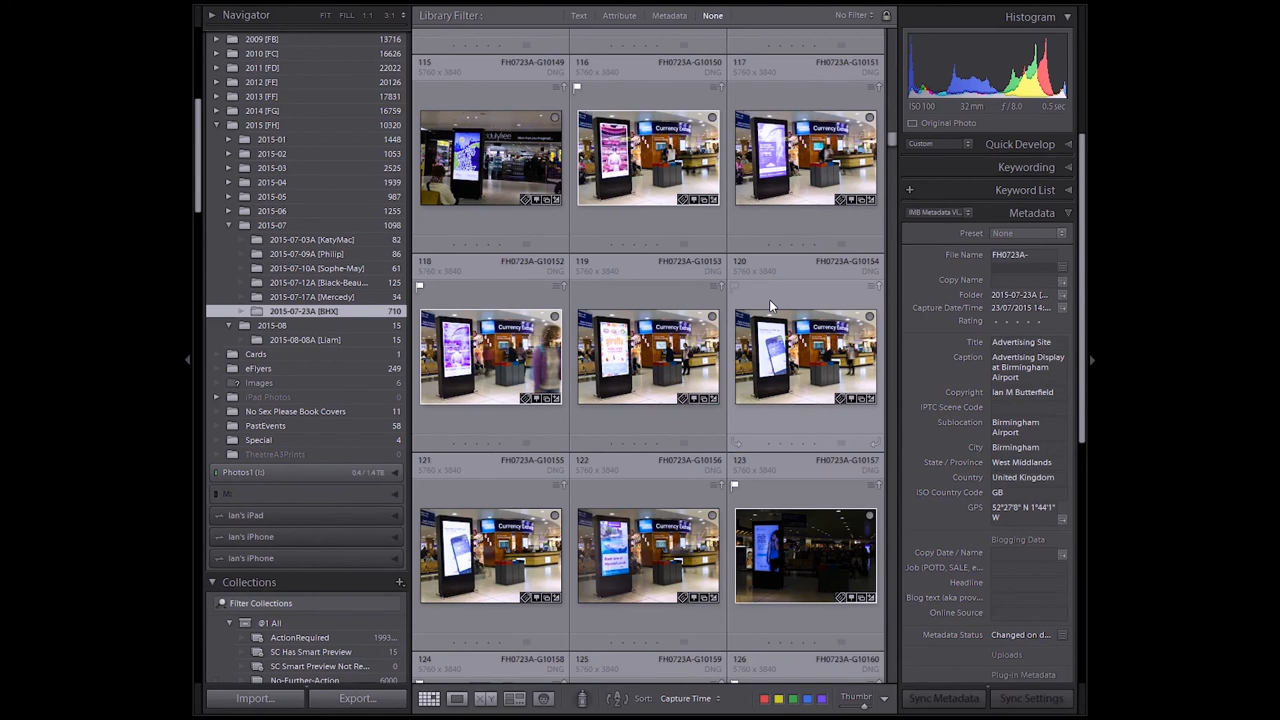 Navigator FIT FILL 1:1 3:1
2009 [FB] 13716
2010 [FC] 16626
2011 [FD] 22022
2012 [FE] 20126
2013 [FF] 17831
2014 [FG] 16759
2015 [FH] 10320
2015-01 1448
2015-02 1053
2015-03 2525
2015-04 1939
2015-05 987
2015-06 1255
2015-07 1098
2015-07-03A [KatyMac] 82
2015-07-09A [Philip] 86
2015-07-10A [Sophe-May] 61
2015-07-12A [Black-Beau... 125
2015-07-17A [Mercedy] 34
2015-07-23A [BHX] 710
2015-08 15
2015-08-08A [Liam] 15
Cards 1
eFlyers 249
Images 6
iPad Photos 0
No Sex Please Book Covers 11
PastEvents 58
Special 4
TheatreA3Prints 0
Photos1 (I:) 0.4 / 1.4 TB
M:
Ian's iPad
Ian's iPhone
Ian's iPhone
Collections +
Filter Collections
@1 All
ActionRequired 1993...
SC Has Smart Preview 15
SC Smart Preview Not Re... 0
No-Further-Action 6000
Import... Export...
Library Filter : Text Attribute Metadata None No Filter
115 FH0723A-G10149
5760 x 3840 DNG
116 FH0723A-G10150
5760 x 3840 DNG
117 FH0723A-G10151
5760 x 3840 DNG
dutyfree
Currency
Currency
118 FH0723A-G10152
5760 x 3840 DNG
119 FH0723A-G10153
5760 x 3840 DNG
120 FH0723A-G10154
5760 x 3840 DNG
Currency
Currency
Currency
121 FH0723A-G10155
5760 x 3840 DNG
122 FH0723A-G10156
5760 x 3840 DNG
123 FH0723A-G10157
5760 x 3840 DNG
Currency
Currency
124 FH0723A-G10158
5760 x 3840 DNG
125 FH0723A-G10159
5760 x 3840 DNG
126 FH0723A-G10160
5760 x 3840 DNG
Sort: Capture Time Thumbr
Histogram
ISO 100 32 mm ƒ / 8.0 0.5 sec
Original Photo
Custom Quick Develop
Keywording
+ Keyword List
IMB Metadata Vi... Metadata
Preset None
File Name FH0723A-
Copy Name
Folder 2015-07-23A [...
Capture Date/Time 23/07/2015 14:...
Rating . . . . .
Title Advertising Site
Caption Advertising Display
at Birmingham
Airport
Copyright Ian M Butterfield
IPTC Scene Code
Sublocation Birmingham
Airport
City Birmingham
State / Province West Middlands
Country United Kingdom
ISO Country Code GB
GPS 52°27'8" N 1°44'1"
W
Blogging Data
Copy Date / Name
Job (POTD, SALE, e...
Headline
Blog text (aka prov...
Online Source
Metadata Status Changed on d...
Uploads
Plug-in Metadata
Sync Metadata Sync Settings